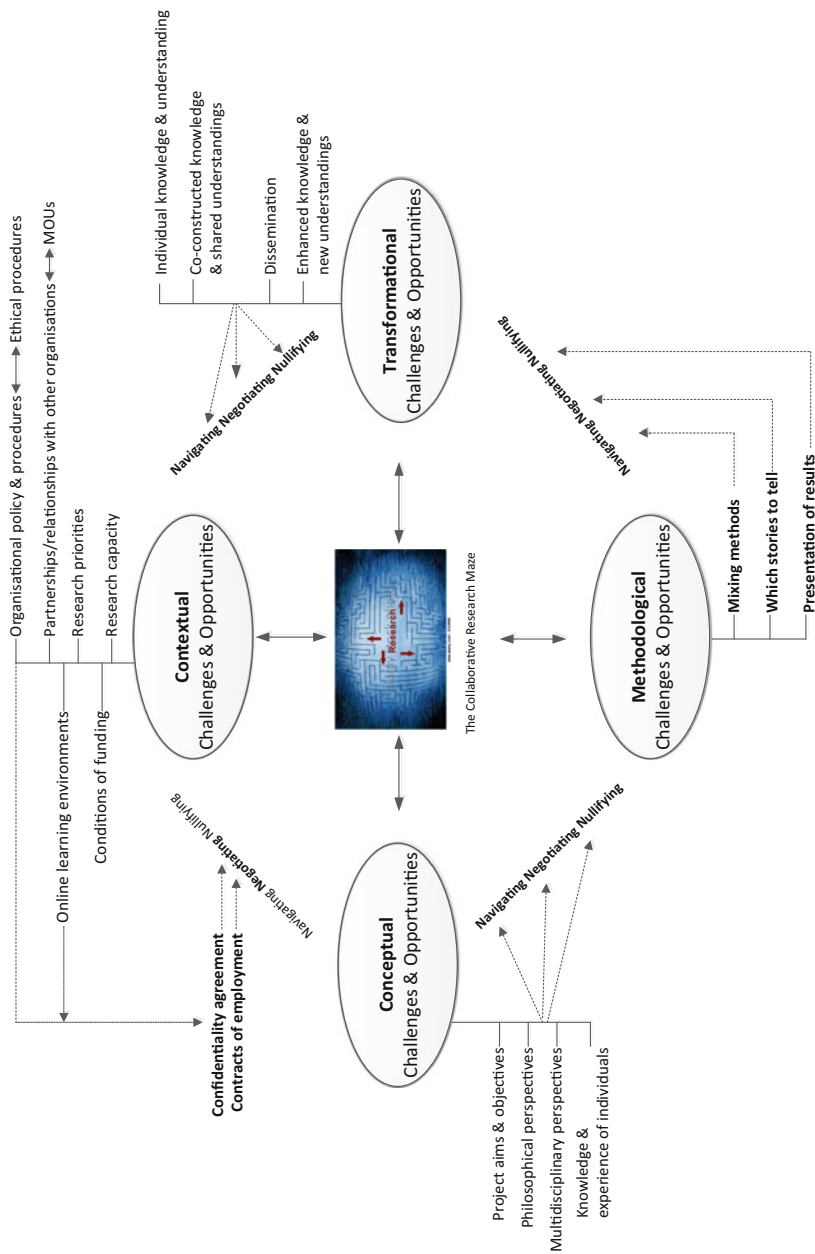 Organisational policy & procedures
Ethical procedures
Partnerships/relationships with other organisations
MOUs
Research priorities
Research capacity
Online learning environments
Conditions of funding
Contextual
Challenges & Opportunities
Confidentiality agreement
Contracts of employment
Navigating Negotiating Nullifying
Navigating Negotiating Nullifying
Individual knowledge & understanding
Co-constructed knowledge
& shared understandings
Dissemination
Enhanced knowledge &
new understandings
Conceptual
Challenges & Opportunities
Research
The Collaborative Research Maze
Transformational
Challenges & Opportunities
Project aims & objectives
Philosophical perspectives
Multidisciplinary perspectives
Knowledge &
experience of individuals
Navigating Negotiating Nullifying
Methodological
Challenges & Opportunities
Navigating Negotiating Nullifying
Mixing methods
Which stories to tell
Presentation of results